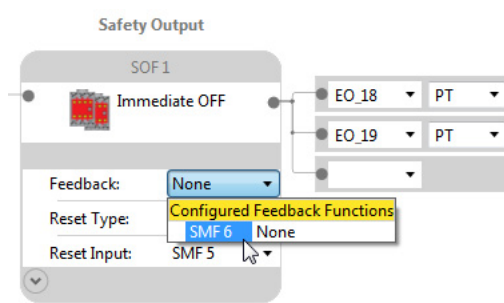 Safety Output
SOF 1
Immediate OFF
EO_18 PT
EO_19 PT
Feedback: None
Configured Feedback Functions
SMF 6 None
Reset Type:
Reset Input: SMF 5